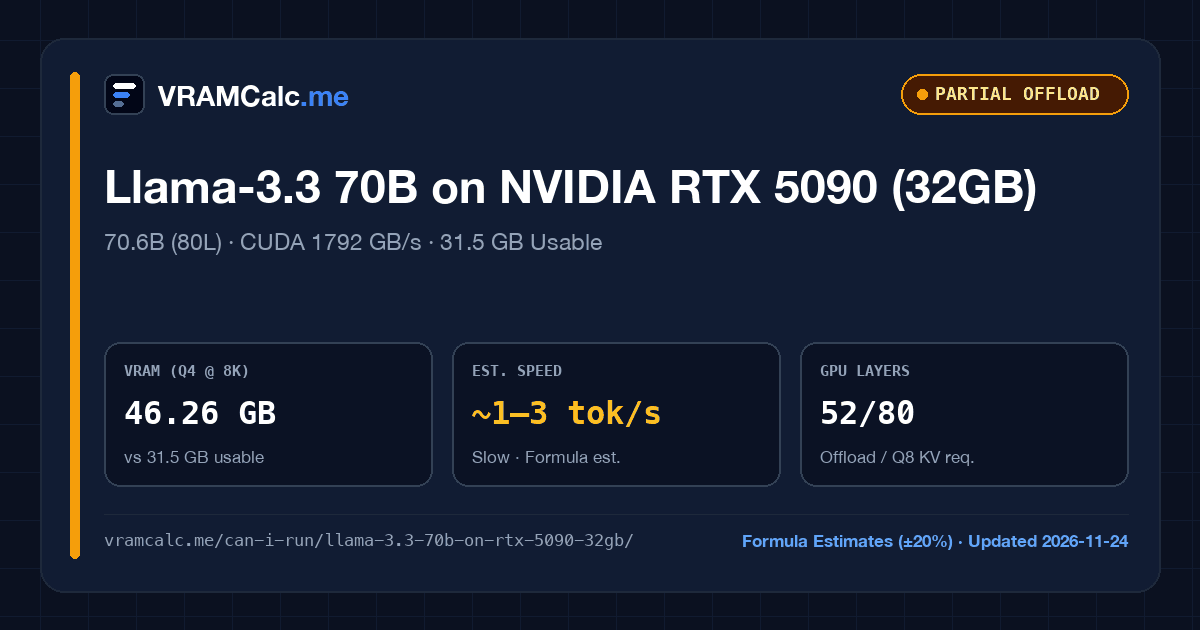 VRAMCalc.me
PARTIAL OFFLOAD
Llama-3.3 70B on NVIDIA RTX 5090 (32GB)
70.6B (80L) · CUDA 1792 GB/s · 31.5 GB Usable
VRAM (Q4 @ 8K)
46.26 GB
vs 31.5 GB usable
EST. SPEED
~1–3 tok/s
Slow · Formula est.
GPU LAYERS
52/80
Offload / Q8 KV req.
vramcalc.me/can-i-run/llama-3.3-70b-on-rtx-5090-32gb/
Formula Estimates (±20%) · Updated 2026-11-24